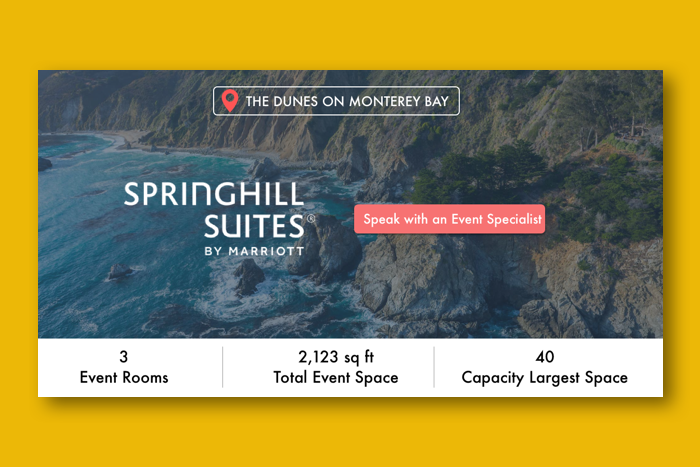 THE DUNES ON MONTEREY BAY
SPRINGHILL
SUITES®
BY MARRIOTT
Speak with an Event Specialist
3
Event Rooms
2,123 sq ft
Total Event Space
40
Capacity Largest Space